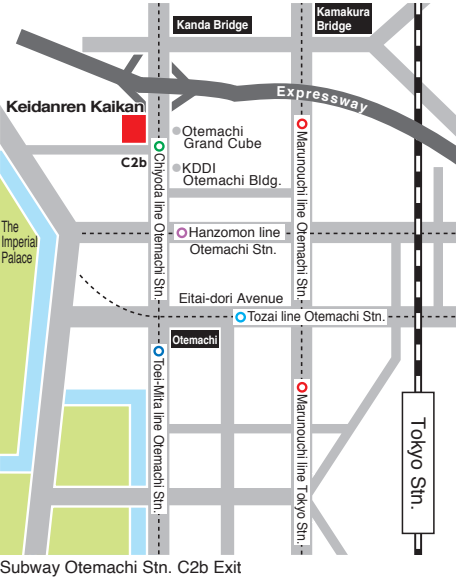 Kanda Bridge
Kamakura
Bridge
Expressway
Keidanren Kaikan
C2b
Otemachi
Grand Cube
KDDI
Otemachi Bldg.
Chiyoda line Otemachi Stn.
Marunouchi line Otemachi Stn.
The
Imperial
Palace
Hanzomon line
Otemachi Stn.
Eitai-dori Avenue
Tozai line Otemachi Stn.
Otemachi
Toei-Mita line Otemachi Stn.
Marunouchi line Tokyo Stn.
Tokyo Stn.
Subway Otemachi Stn. C2b Exit